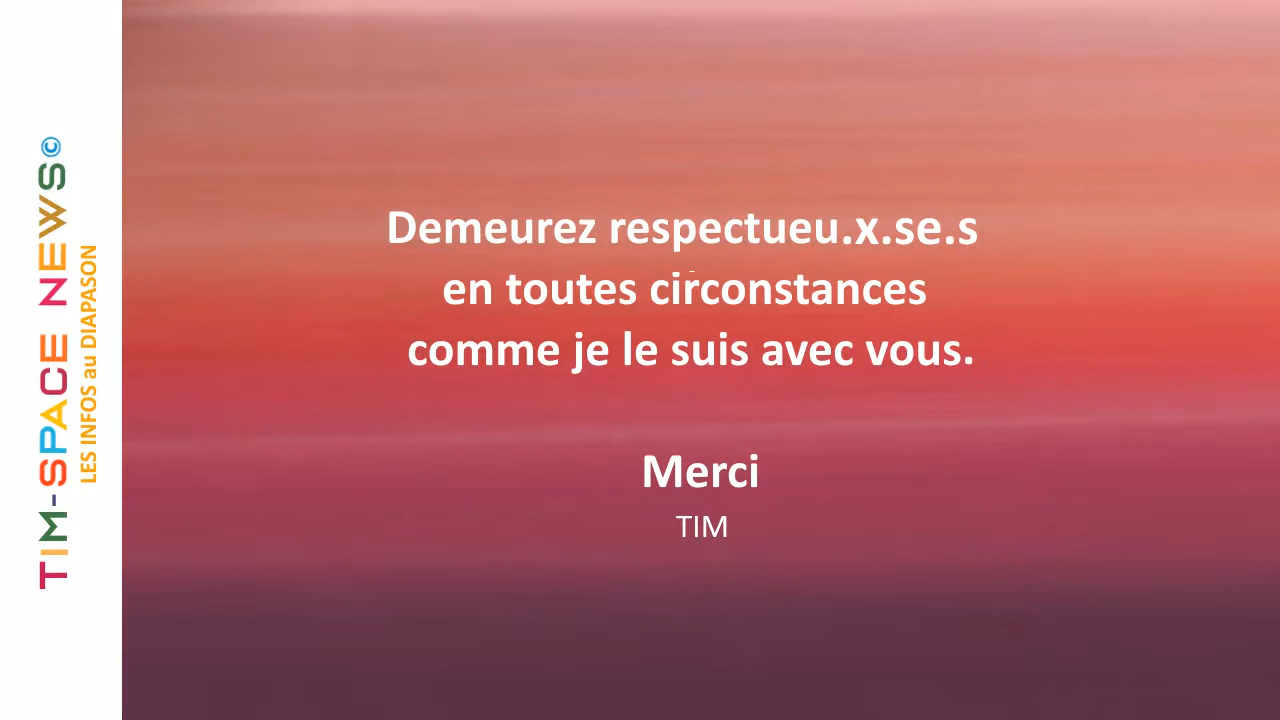 TIM-SPACE NEWS©
LES INFOS au DIAPASON
Demeurez respectueu.x.se.s
en toutes circonstances
comme je le suis avec vous.
Merci
TIM